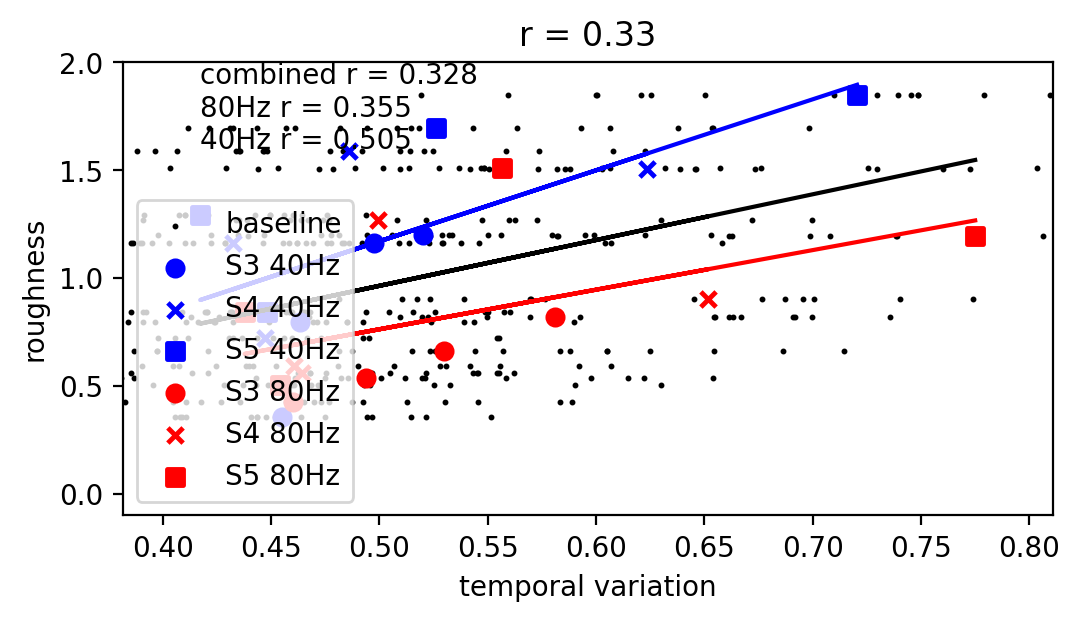 r = 0.33
combined r = 0.328
80Hz r = 0.355
40Hz r = 0.505
baseline
S3 40Hz
S4 40Hz
S5 40Hz
S3 80Hz
S4 80Hz
S5 80Hz
roughness
2.0
1.5
1.0
0.5
0.0
0.40 0.45 0.50 0.55 0.60 0.65 0.70 0.75 0.80
temporal variation